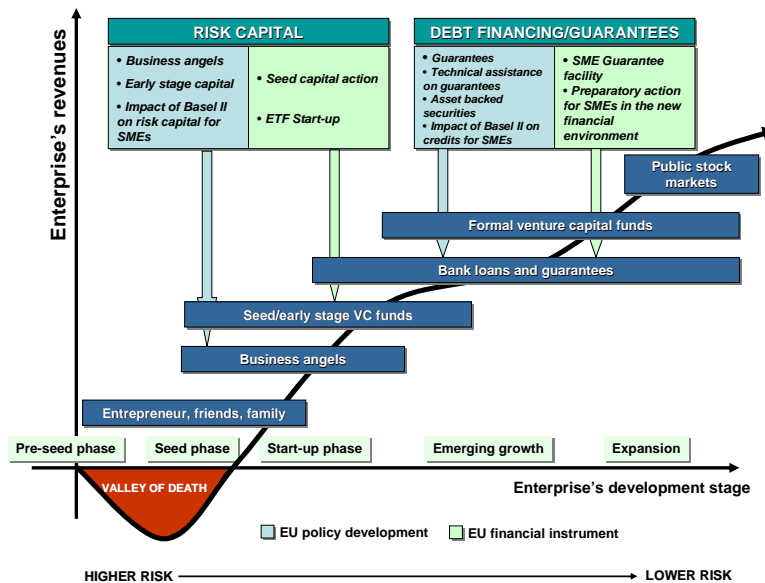 Enterprise's revenues
RISK CAPITAL
• Business angels
• Early stage capital
• Impact of Basel II
on risk capital for
SMEs
• Seed capital action
• ETF Start-up
DEBT FINANCING/GUARANTEES
• Guarantees
• Technical assistance
on guarantees
• Asset backed
securities
• Impact of Basel II on
credits for SMEs
• SME Guarantee
facility
• Preparatory action
for SMEs in the new
financial
environment
Public stock
markets
Formal venture capital funds
Bank loans and guarantees
Seed/early stage VC funds
Business angels
Entrepreneur, friends, family
Pre-seed phase
Seed phase
Start-up phase
Emerging growth
Expansion
VALLEY OF DEATH
Enterprise's development stage
EU policy development
EU financial instrument
HIGHER RISK
LOWER RISK